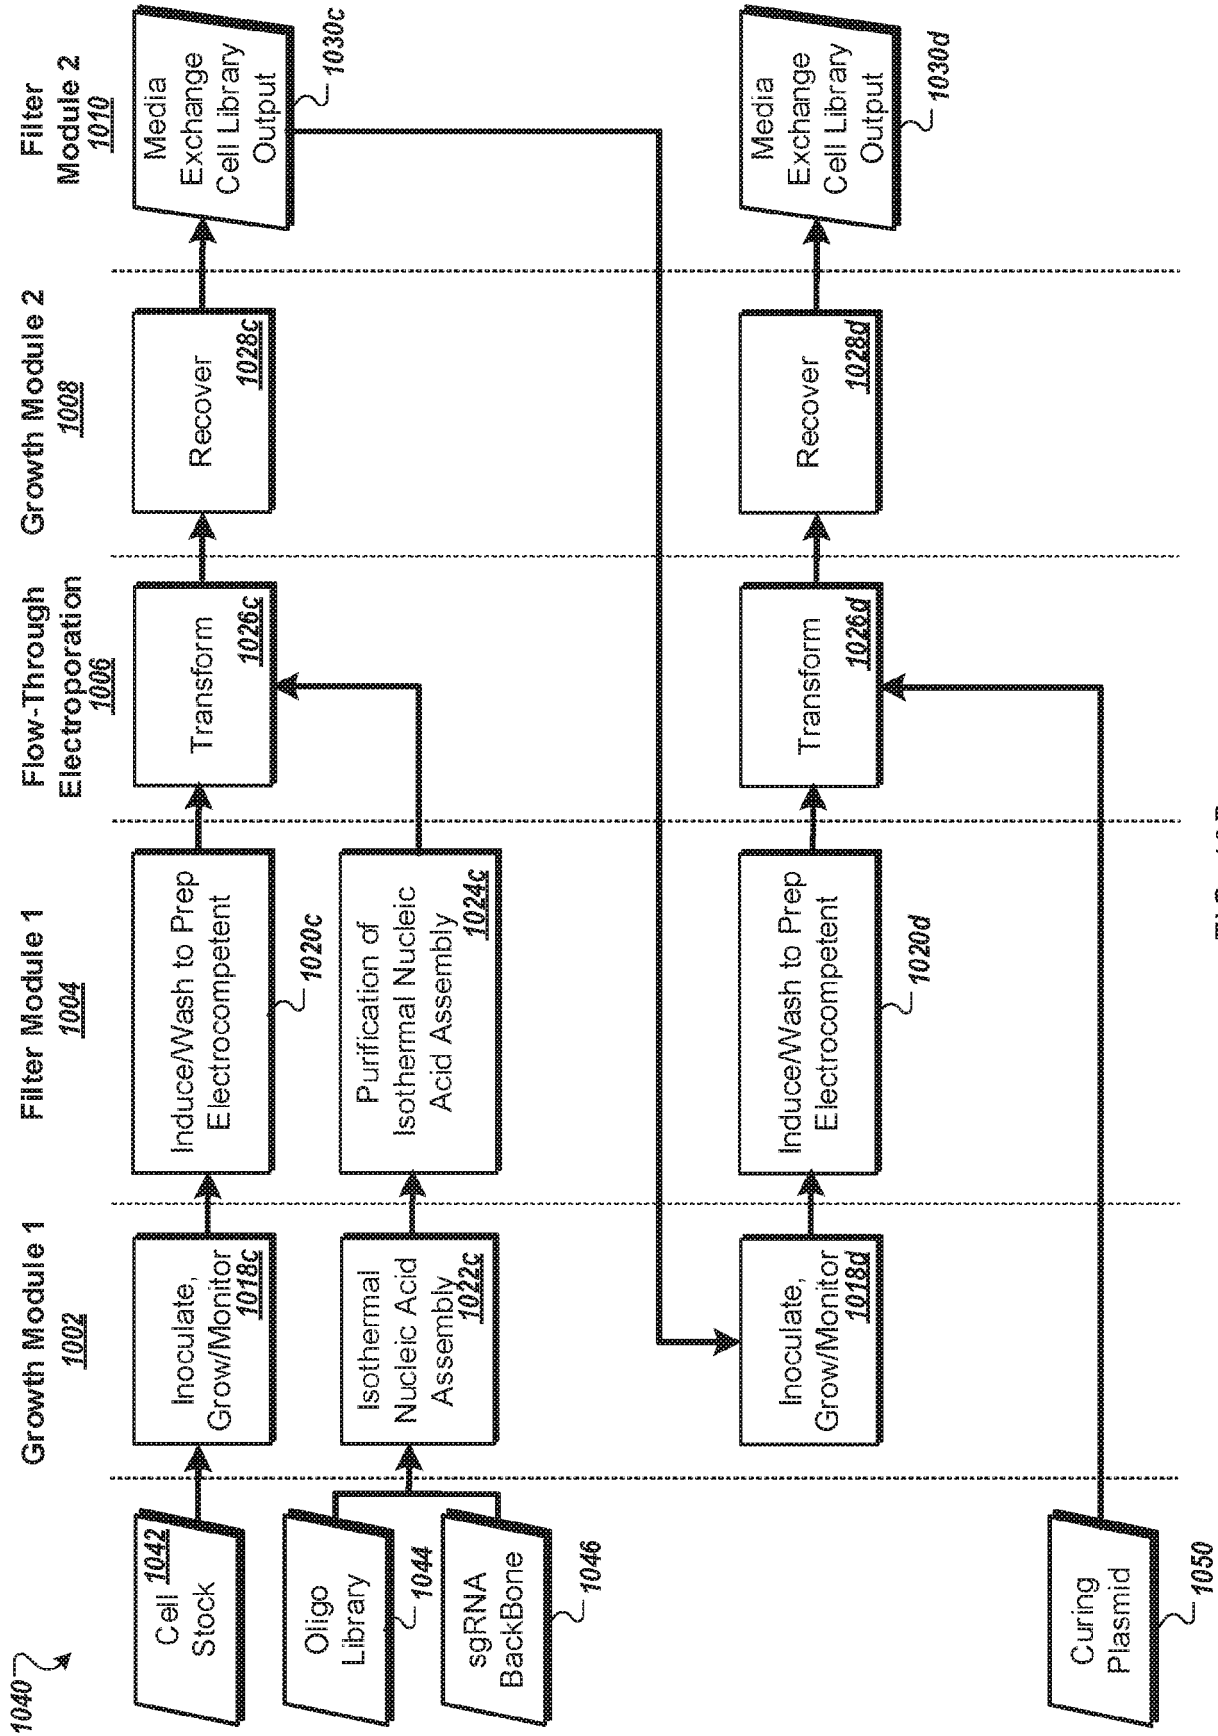 1040
Growth Module 1
1002
Filter Module 1
1004
Flow-Through
Electroporation
1006
Growth Module 2
1008
Filter
Module 2
1010
Cell
Stock
1042
Inoculate,
Grow/Monitor
1018c
Induce/Wash to Prep
Electrocompetent
1020c
Transform
1026c
Recover
1028c
Media
Exchange
Cell Library
Output
1030c
Oligo
Library
1044
sgRNA
BackBone
1046
Isothermal
Nucleic Acid
Assembly
1022c
Purification of
Isothermal Nucleic
Acid Assembly
1024c
Inoculate,
Grow/Monitor
1018d
Induce/Wash to Prep
Electrocompetent
1020d
Transform
1026d
Recover
1028d
Media
Exchange
Cell Library
Output
1030d
Curing
Plasmid
1050